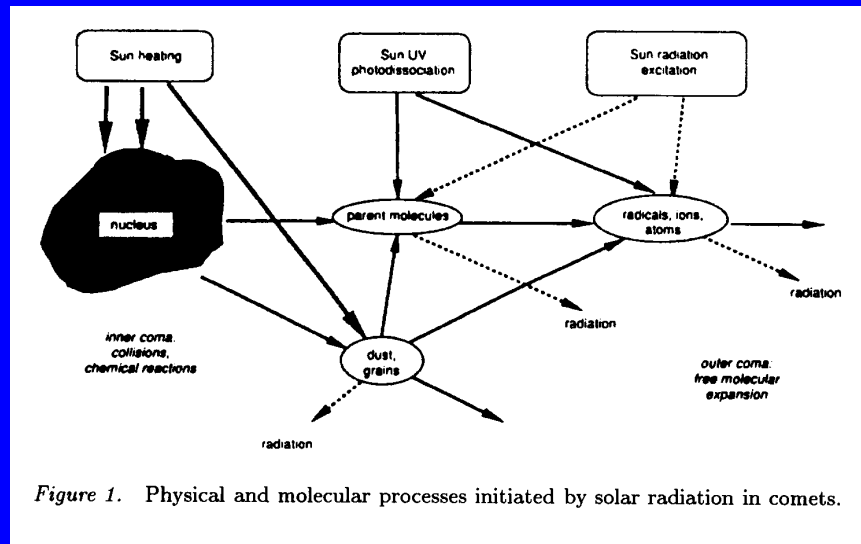 Sun heating
Sun UV
photodissociation
Sun radiation
excitation
nucleus
parent molecules
radicals, ions,
atoms
radiation
radiation
inner coma:
collisions,
chemical reactions
dust,
grains
outer coma:
free molecular
expansion
radiation
Figure 1. Physical and molecular processes initiated by solar radiation in comets.